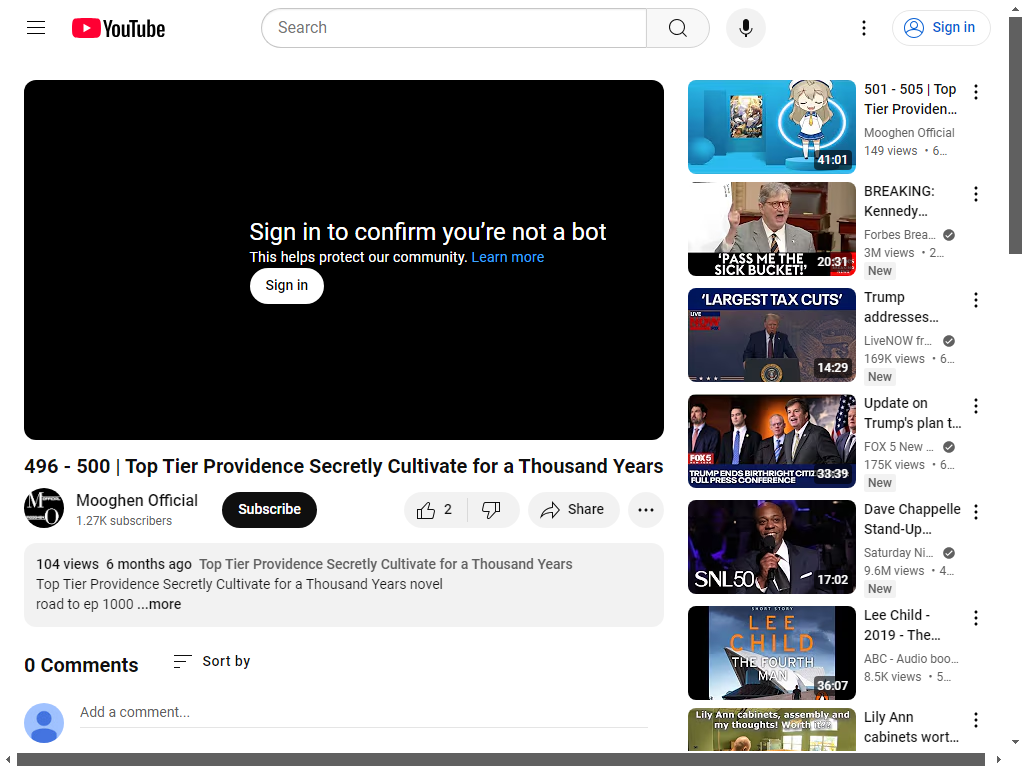 YouTube
Search
Sign in
Sign in to confirm you’re not a bot
This helps protect our community. Learn more
Sign in
496 - 500 | Top Tier Providence Secretly Cultivate for a Thousand Years
Mooghen Official
1.27K subscribers
Subscribe
2
Share
104 views 6 months ago Top Tier Providence Secretly Cultivate for a Thousand Years
Top Tier Providence Secretly Cultivate for a Thousand Years novel
road to ep 1000 ...more
0 Comments
Sort by
Add a comment...
41:01
501 - 505 | Top
Tier Providen…
Mooghen Official
149 views • 6…
'PASS ME THE
SICK BUCKET!'
20:31
BREAKING:
Kennedy…
Forbes Brea…
3M views • 2…
New
'LARGEST TAX CUTS'
LIVE
14:29
Trump
addresses…
LiveNOW fr…
169K views • 6…
New
FOX 5
TRUMP ENDS BIRTHRIGHT CITIZ
FULL PRESS CONFERENCE
33:39
Update on
Trump's plan t…
FOX 5 New …
175K views • 6…
New
SNL50
17:02
Dave Chappelle
Stand-Up…
Saturday Ni…
9.6M views • 4…
New
SHORT STORY
LEE
CHILD
THE FOURTH
MAN
36:07
Lee Child -
2019 - The…
ABC - Audio boo…
8.5K views • 5…
Lily Ann cabinets, assembly and
my thoughts! Worth it??
Lily Ann
cabinets wort…